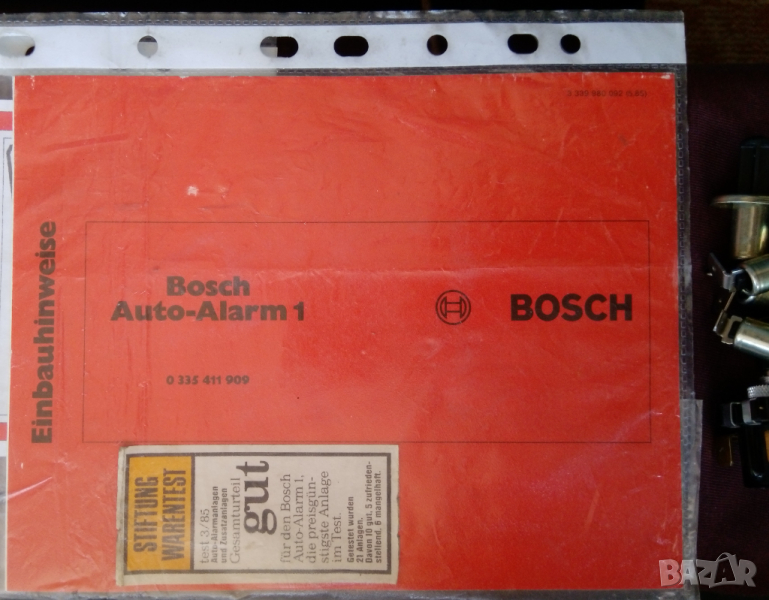 Einbauhinweise
Bosch
Auto-Alarm 1
0 335 411 909
BOSCH
STIFTUNG
WARENTEST
test 3/85
Auto-Alarmanlagen
und Zusatzanlagen
Gesamturteil
gut
für den Bosch
Auto-Alarm 1,
die preisgün-
stigste Anlage
im Test.
Getestet wurden
21 Anlagen.
Davon 10 gut, 5 zufrieden-
stellend, 6 mangelhaft.
BAZAR